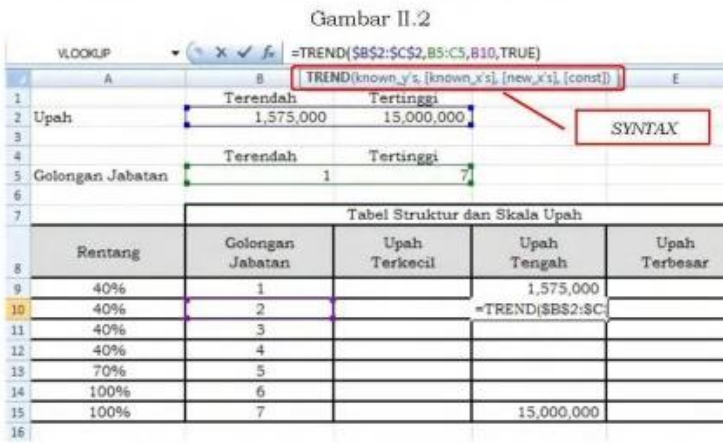 Gambar II.2
VLOOKUP =TREND($B$2:$C$2,B5:C5,B10,TRUE)
TREND(known_y's, [known_x's], [new_x's], [const])
A B E
1 Terendah Tertinggi
2 Upah 1,575,000 15,000,000
SYNTAX
3
4 Terendah Tertinggi
5 Golongan Jabatan 1 7
6
7 Tabel Struktur dan Skala Upah
8 Rentang Golongan Jabatan Upah Terkecil Upah Tengah Upah Terbesar
9 40% 1 1,575,000
10 40% 2 =TREND($B$2:$C
11 40% 3
12 40% 4
13 70% 5
14 100% 6
15 100% 7 15,000,000
16